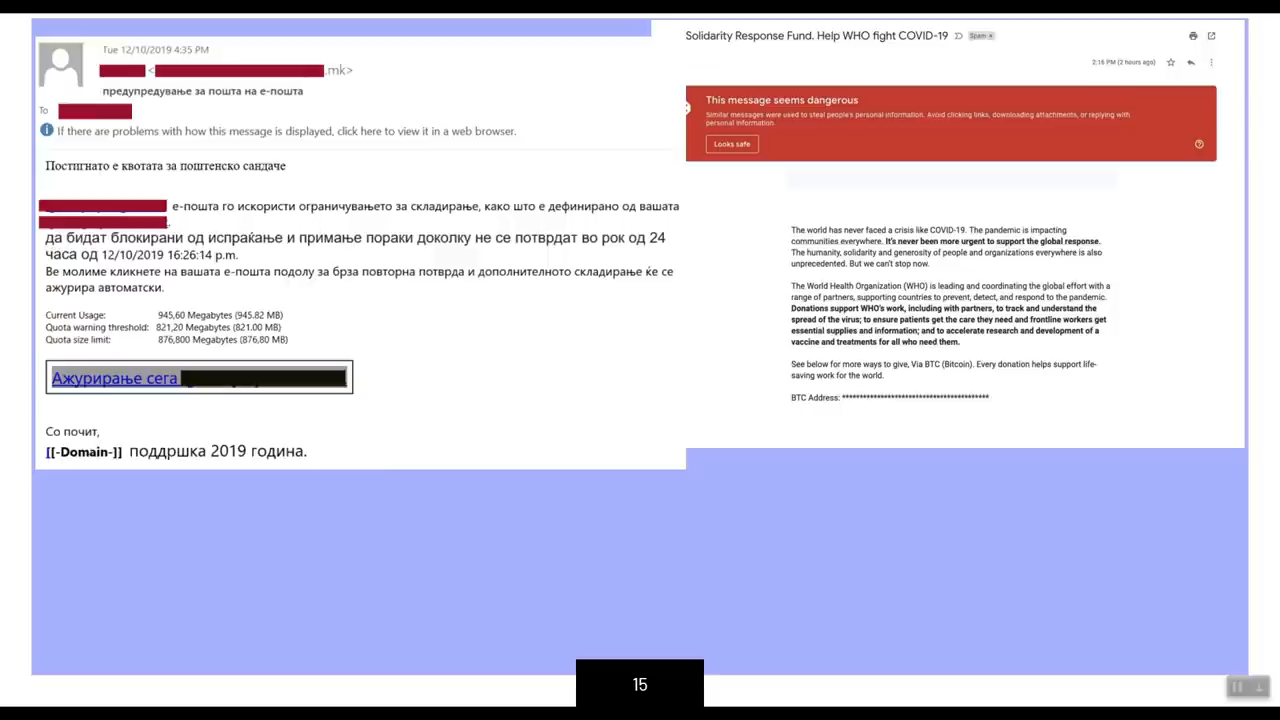 Tue 12/10/2019 4:35 PM
< .mk>
предупредување за пошта на е-пошта
To
If there are problems with how this message is displayed, click here to view it in a web browser.
Постигнато е квотата за поштенско сандаче
е-пошта го искористи ограничувањето за складирање, како што е дефинирано од вашата
.
да бидат блокирани од испраќање и примање пораки доколку не се потврдат во рок од 24
часа од 12/10/2019 16:26:14 p.m.
Ве молиме кликнете на вашата е-пошта подолу за брза повторна потврда и дополнителното складирање ќе се
ажурира автоматски.
Current Usage: 945,60 Megabytes (945.82 MB)
Quota warning threshold: 821,20 Megabytes (821.00 MB)
Quota size limit: 876,800 Megabytes (876,80 MB)
Ажурирање сега
Со почит,
[[-Domain-]] поддршка 2019 година.
Solidarity Response Fund. Help WHO fight COVID-19
Spam x
2:16 PM (2 hours ago)
This message seems dangerous
Similar messages were used to steal people's personal information. Avoid clicking links, downloading attachments, or replying with
personal information.
Looks safe
The world has never faced a crisis like COVID-19. The pandemic is impacting
communities everywhere. It's never been more urgent to support the global response.
The humanity, solidarity and generosity of people and organizations everywhere is also
unprecedented. But we can't stop now.
The World Health Organization (WHO) is leading and coordinating the global effort with a
range of partners, supporting countries to prevent, detect, and respond to the pandemic.
Donations support WHO's work, including with partners, to track and understand the
spread of the virus; to ensure patients get the care they need and frontline workers get
essential supplies and information; and to accelerate research and development of a
vaccine and treatments for all who need them.
See below for more ways to give, Via BTC (Bitcoin). Every donation helps support life-
saving work for the world.
BTC Address: ******************************************
15